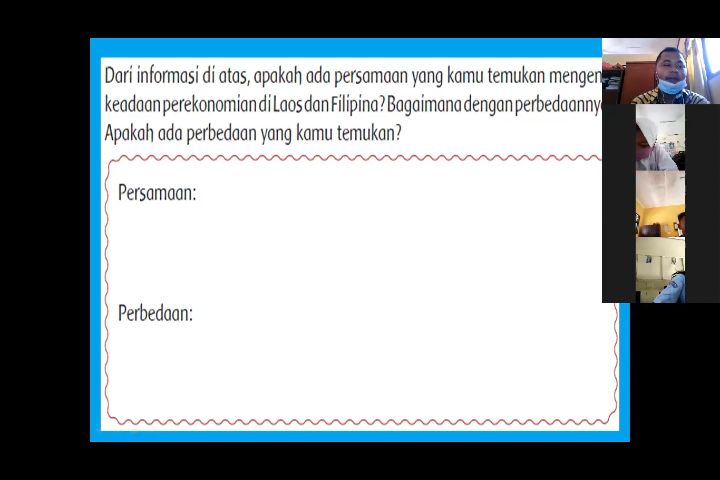 Dari informasi di atas, apakah ada persamaan yang kamu temukan mengen
keadaan perekonomian di Laos dan Filipina? Bagaimana dengan perbedaanny
Apakah ada perbedaan yang kamu temukan?
Persamaan:
Perbedaan: